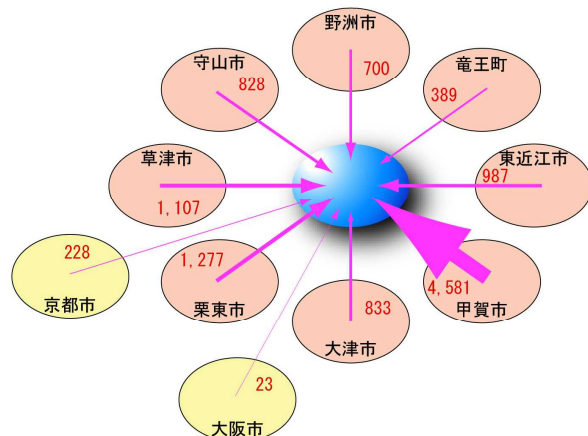 野洲市
700
守山市
828
竜王町
389
草津市
1,107
東近江市
987
228
京都市
1,277
栗東市
833
大津市
4,581
甲賀市
23
大阪市